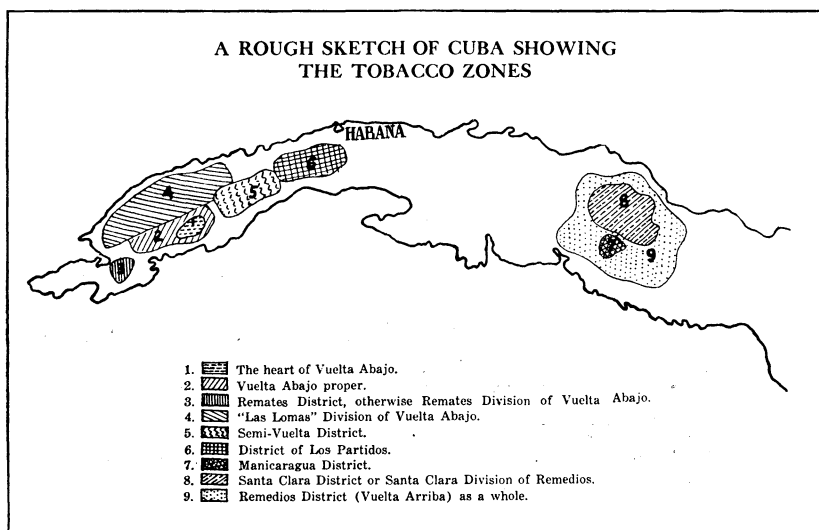 A ROUGH SKETCH OF CUBA SHOWING
THE TOBACCO ZONES
HABANA
4
6
5
2
1
3
8
7
9
1. The heart of Vuelta Abajo.
2. Vuelta Abajo proper.
3. Remates District, otherwise Remates Division of Vuelta Abajo.
4. "Las Lomas" Division of Vuelta Abajo.
5. Semi-Vuelta District.
6. District of Los Partidos.
7. Manicaragua District.
8. Santa Clara District or Santa Clara Division of Remedios.
9. Remedios District (Vuelta Arriba) as a whole.